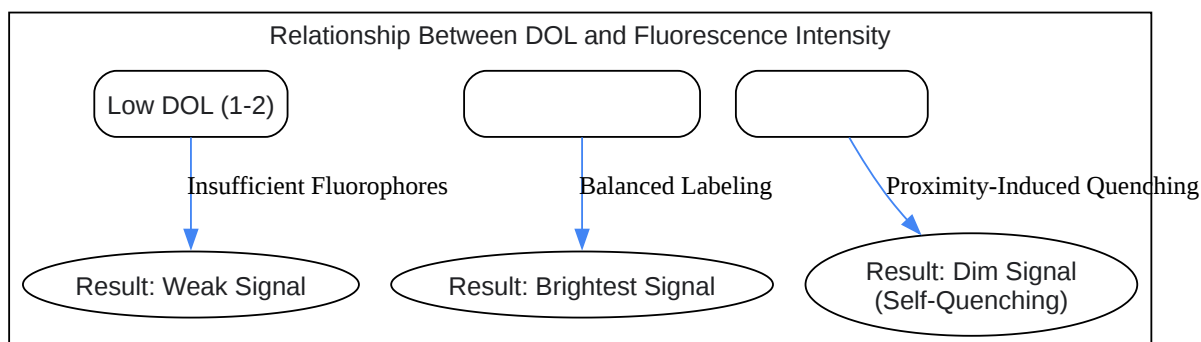 Relationship Between DOL and Fluorescence Intensity
Low DOL (1-2)
Insufficient Fluorophores
Balanced Labeling
Proximity-Induced Quenching
Result: Weak Signal
Result: Brightest Signal
Result: Dim Signal
(Self-Quenching)